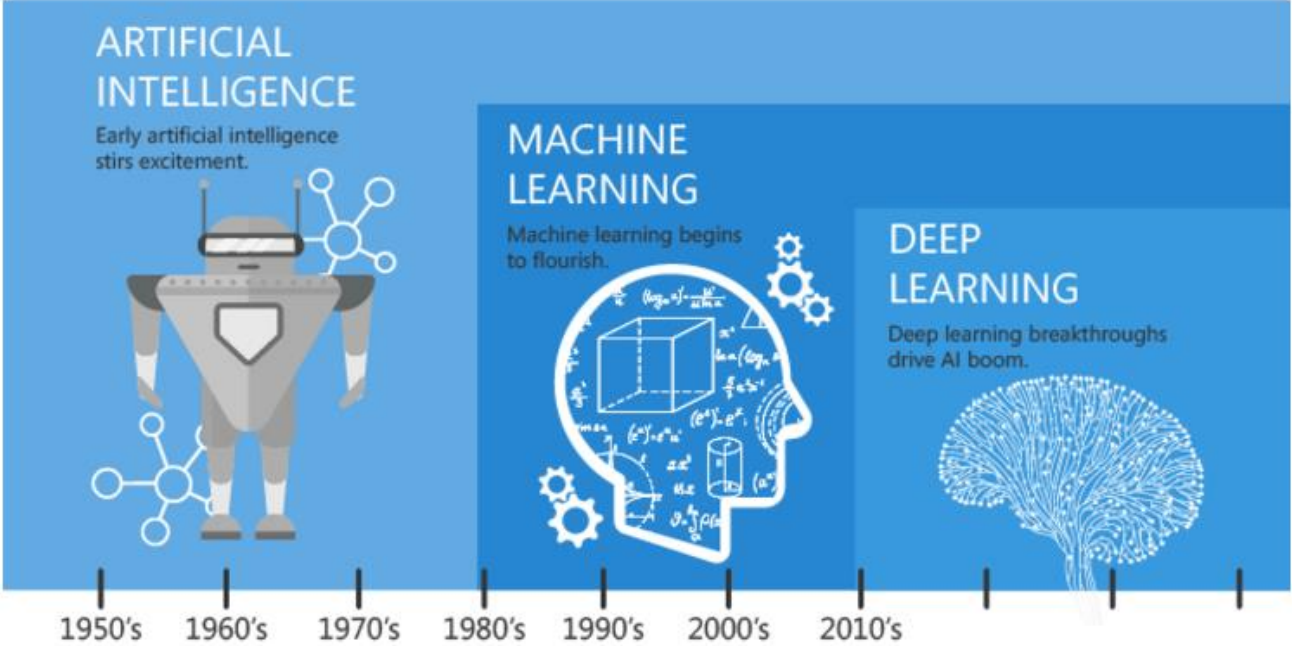 ARTIFICIAL
INTELLIGENCE
Early artificial intelligence
stirs excitement.
MACHINE
LEARNING
Machine learning begins
to flourish.
DEEP
LEARNING
Deep learning breakthroughs
drive AI boom.
1950's 1960's 1970's 1980's 1990's 2000's 2010's